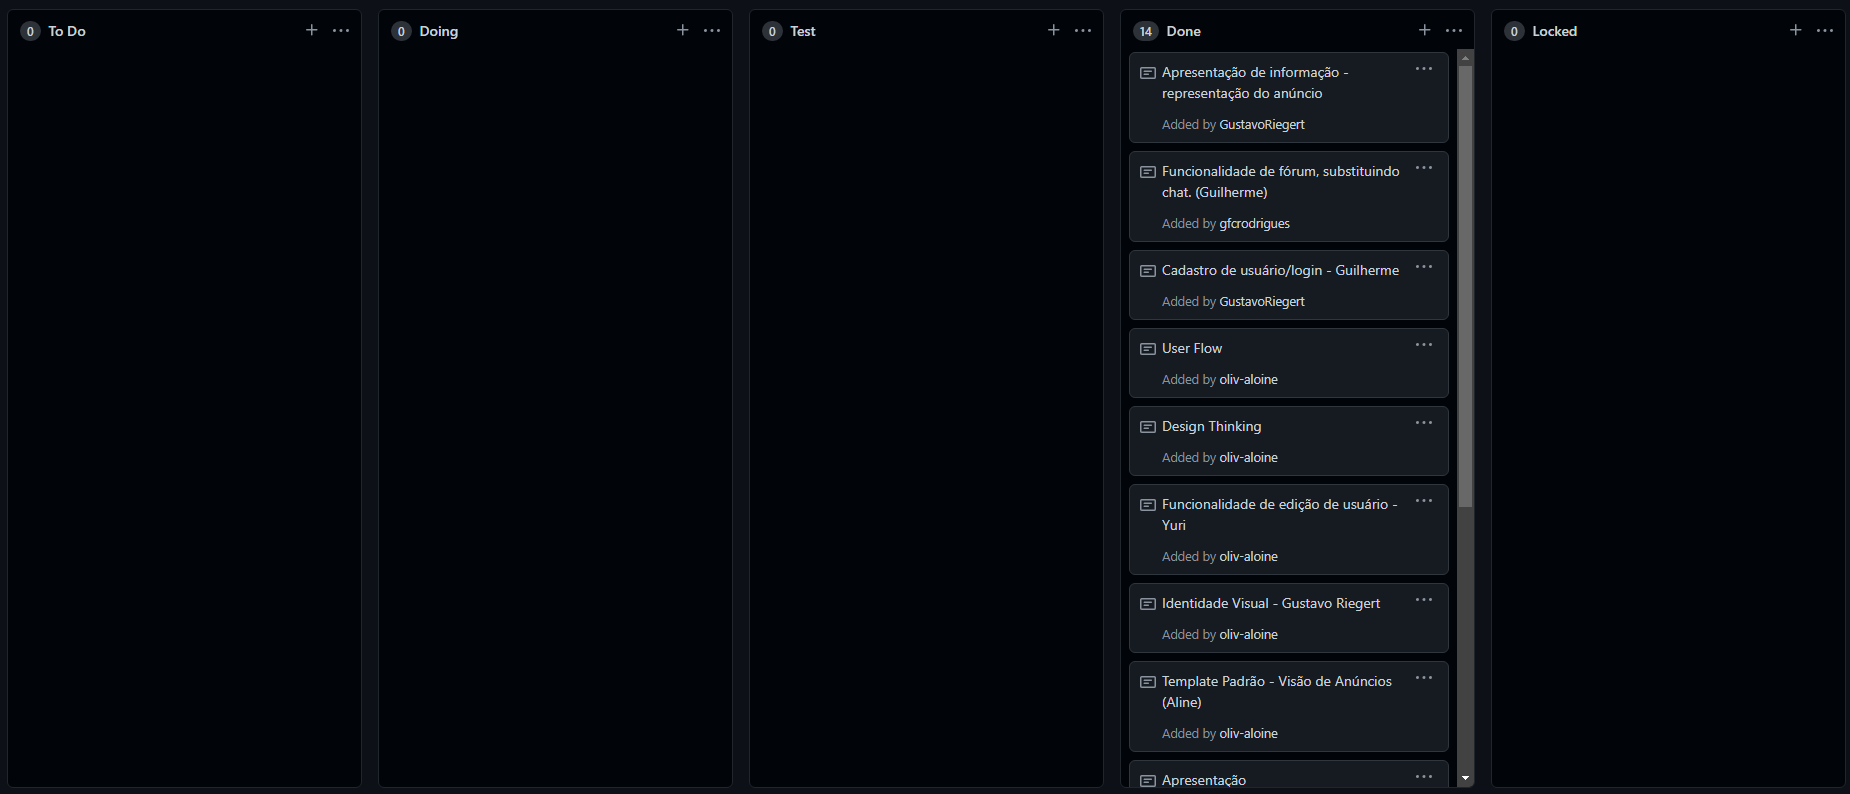 0 To Do
0 Doing
0 Test
14 Done
Apresentação de informação -
representação do anúncio
Added by GustavoRiegert
Funcionalidade de fórum, substituindo
chat. (Guilherme)
Added by gfcrodrigues
Cadastro de usuário/login - Guilherme
Added by GustavoRiegert
User Flow
Added by oliv-aloine
Design Thinking
Added by oliv-aloine
Funcionalidade de edição de usuário -
Yuri
Added by oliv-aloine
Identidade Visual - Gustavo Riegert
Added by oliv-aloine
Template Padrão - Visão de Anúncios
(Aline)
Added by oliv-aloine
Apresentação
0 Locked